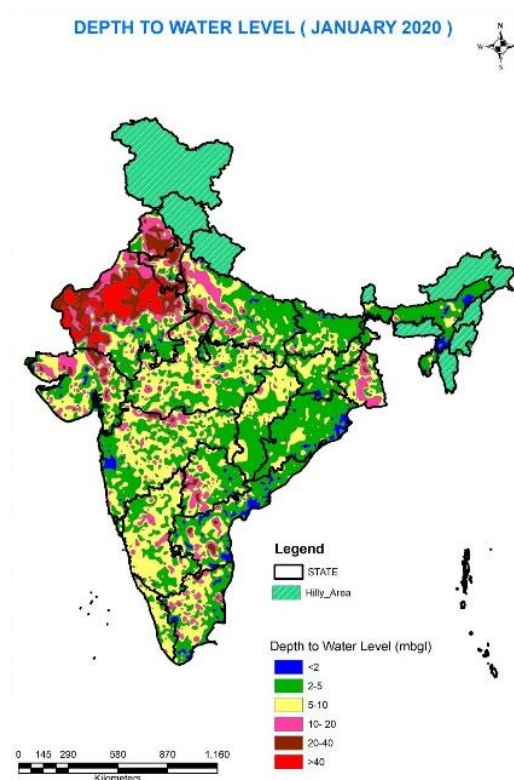 DEPTH TO WATER LEVEL ( JANUARY 2020 )
N
W E
S
Legend
STATE
Hilly_Area
Depth to Water Level (mbgl)
<2
2-5
5-10
10- 20
20-40
>40
0 145 290 580 870 1,160
Kilometers